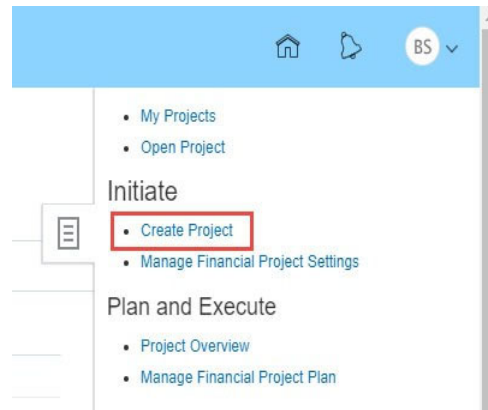 BS
My Projects
Open Project
Initiate
Create Project
Manage Financial Project Settings
Plan and Execute
Project Overview
Manage Financial Project Plan